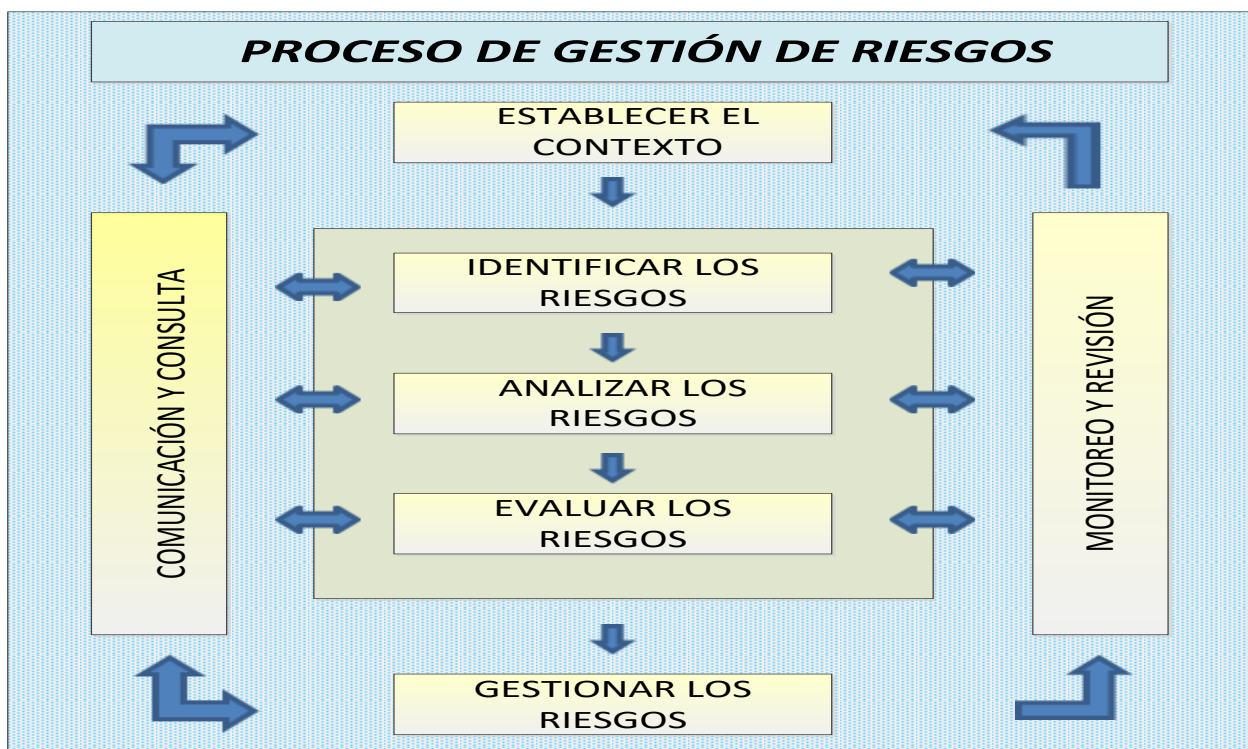 PROCESO DE GESTIÓN DE RIESGOS
ESTABLECER EL
CONTEXTO
COMUNICACIÓN Y CONSULTA
IDENTIFICAR LOS
RIESGOS
ANALIZAR LOS
RIESGOS
EVALUAR LOS
RIESGOS
MONITOREO Y REVISIÓN
GESTIONAR LOS
RIESGOS